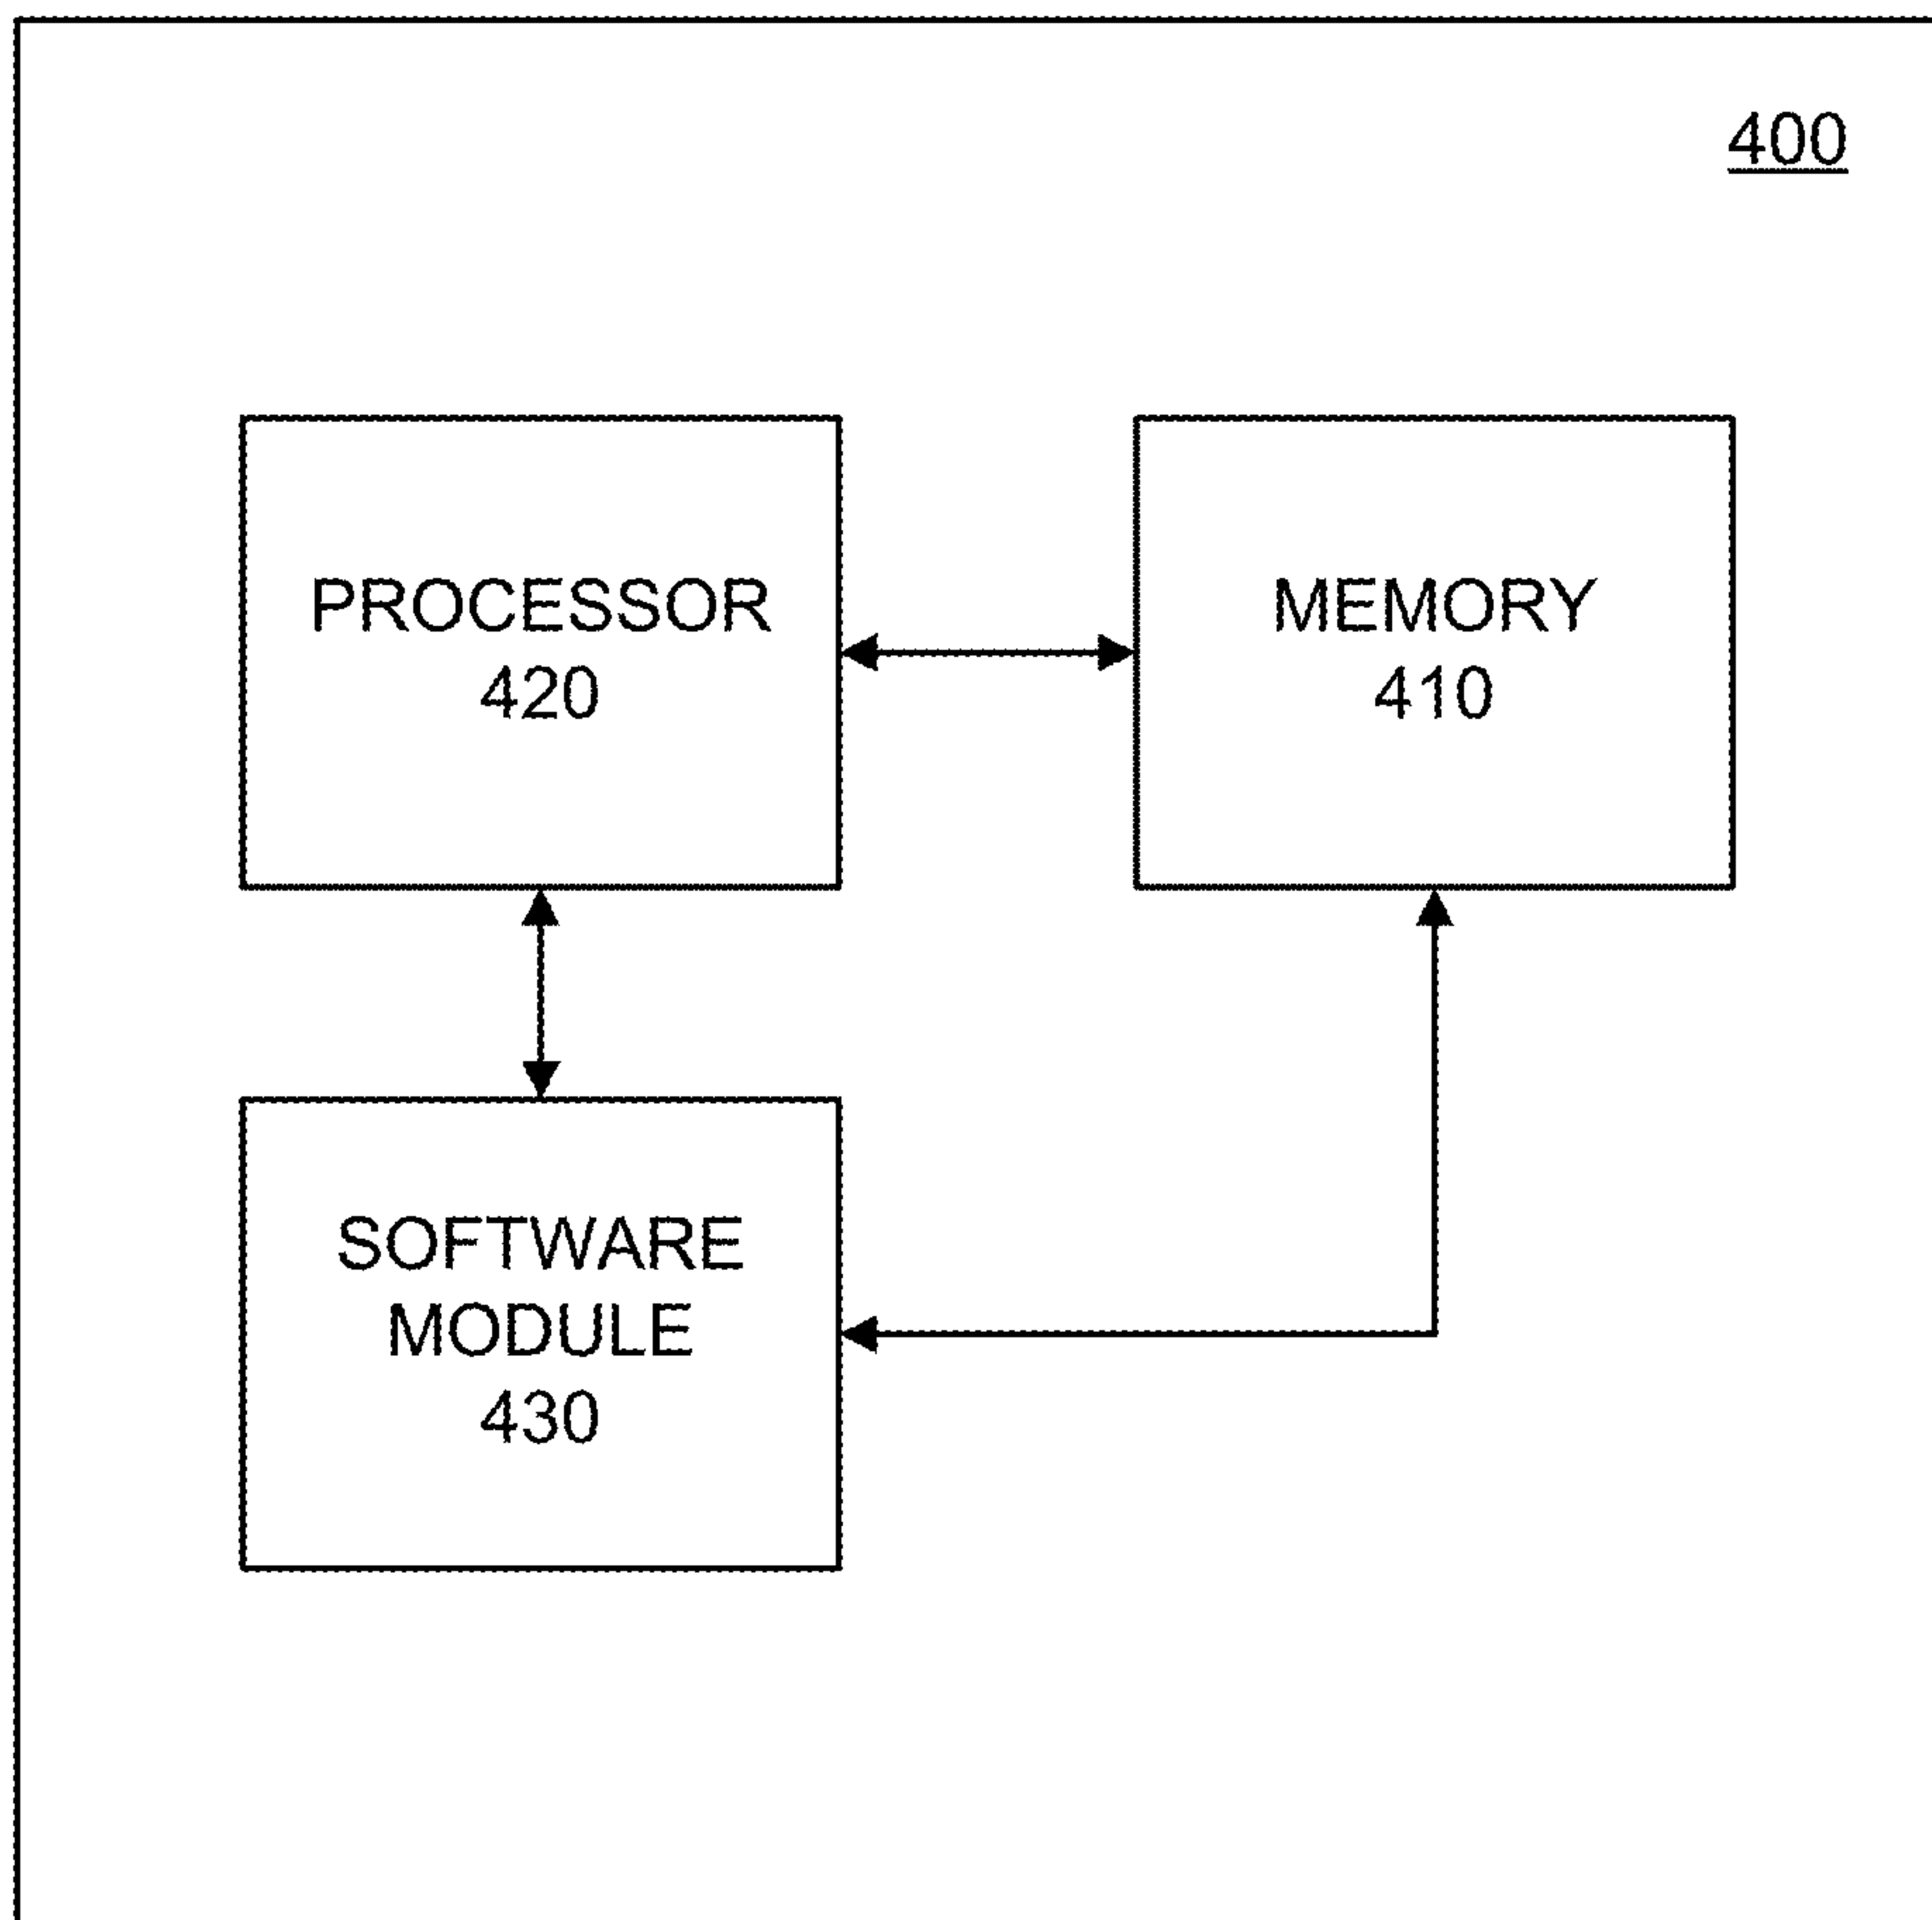 400
PROCESSOR
420
MEMORY
410
SOFTWARE
MODULE
430